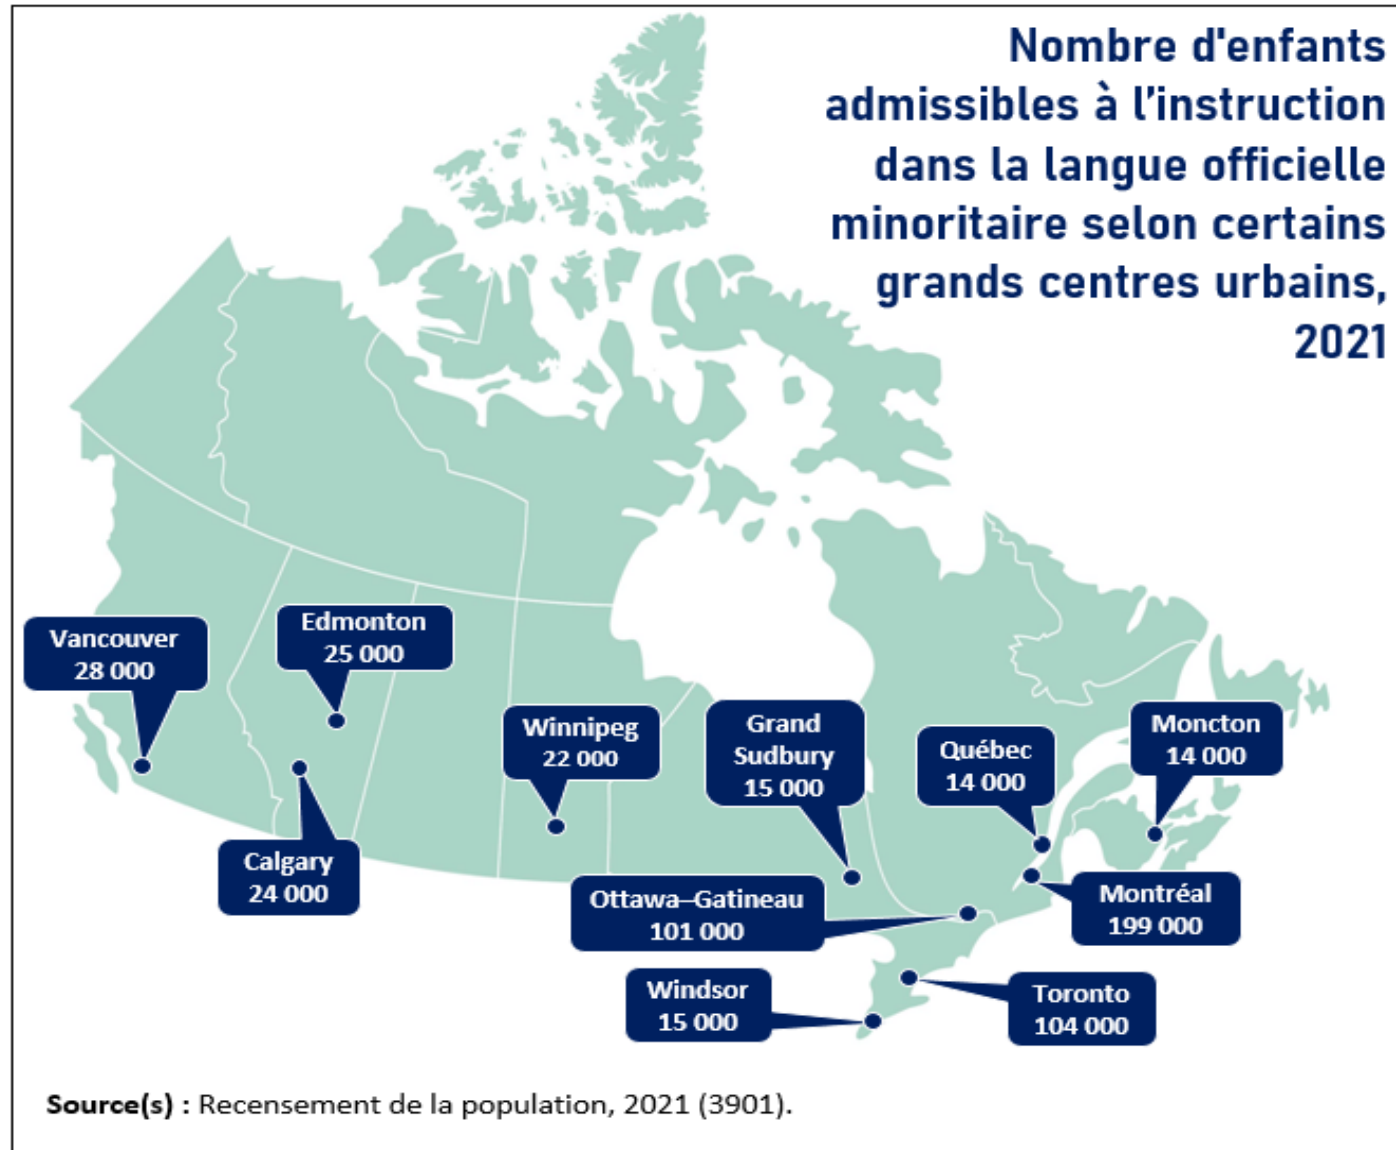 Nombre d'enfants
admissibles à l’instruction
dans la langue officielle
minoritaire selon certains
grands centres urbains,
2021
Vancouver
28 000
Edmonton
25 000
Calgary
24 000
Winnipeg
22 000
Grand
Sudbury
15 000
Québec
14 000
Moncton
14 000
Ottawa–Gatineau
101 000
Montréal
199 000
Windsor
15 000
Toronto
104 000
Source(s) : Recensement de la population, 2021 (3901).